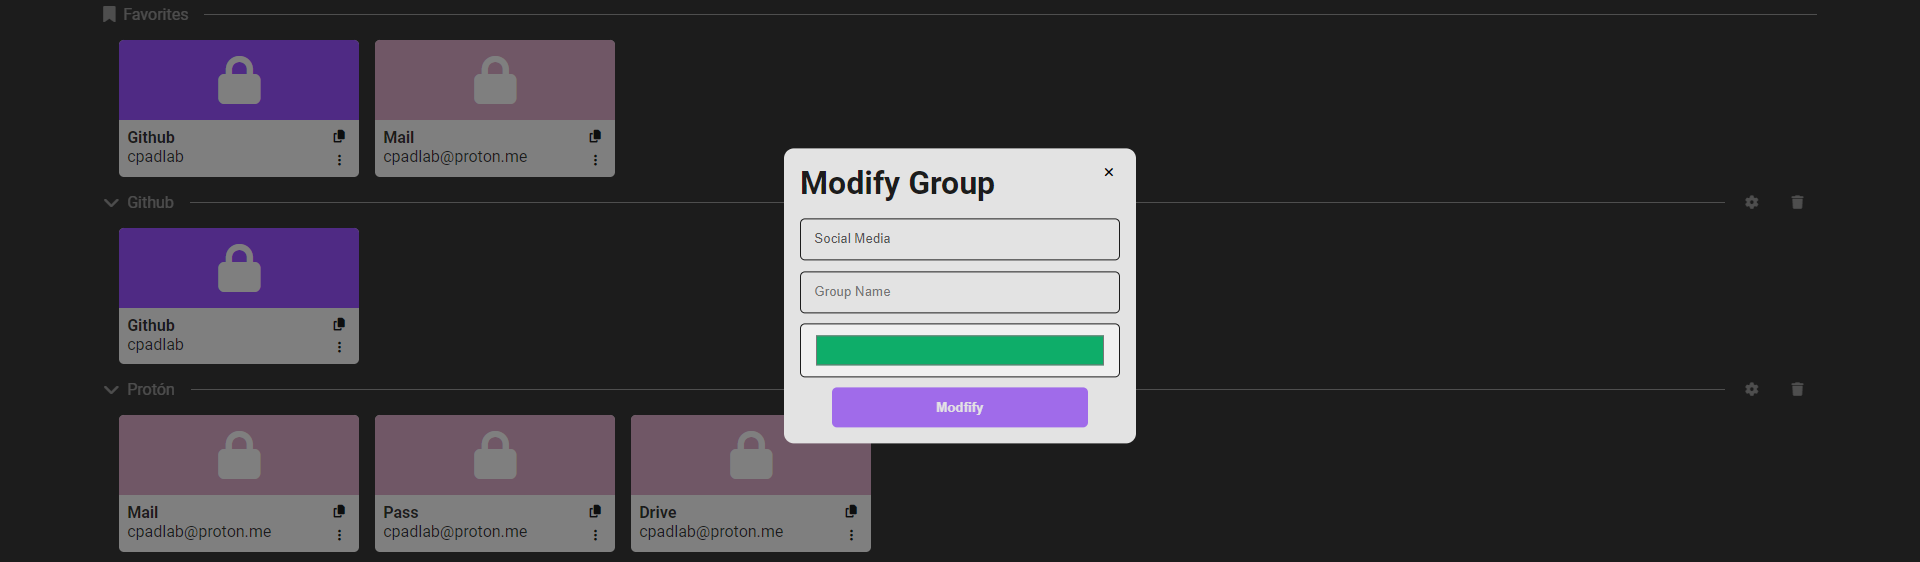 Favorites
Github
cpadlab
Mail
cpadlab@proton.me
Github
Github
cpadlab
Protón
Mail
cpadlab@proton.me
Pass
cpadlab@proton.me
Drive
cpadlab@proton.me
Modify Group
Social Media
Group Name
Modfify